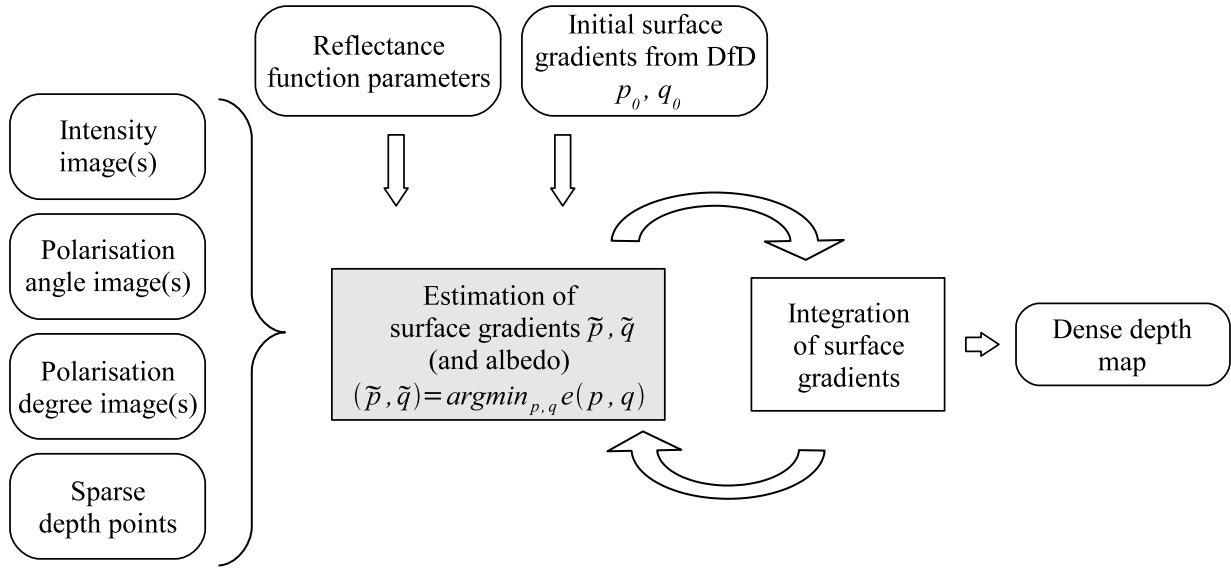 Reflectance
function parameters
Initial surface
gradients from DfD
p₀, q₀
Intensity
image(s)
Polarisation
angle image(s)
Polarisation
degree image(s)
Sparse
depth points
Estimation of
surface gradients p̃, q̃
(and albedo)
(p̃, q̃)=argminₚ,q e(p, q)
Integration
of surface
gradients
Dense depth
map